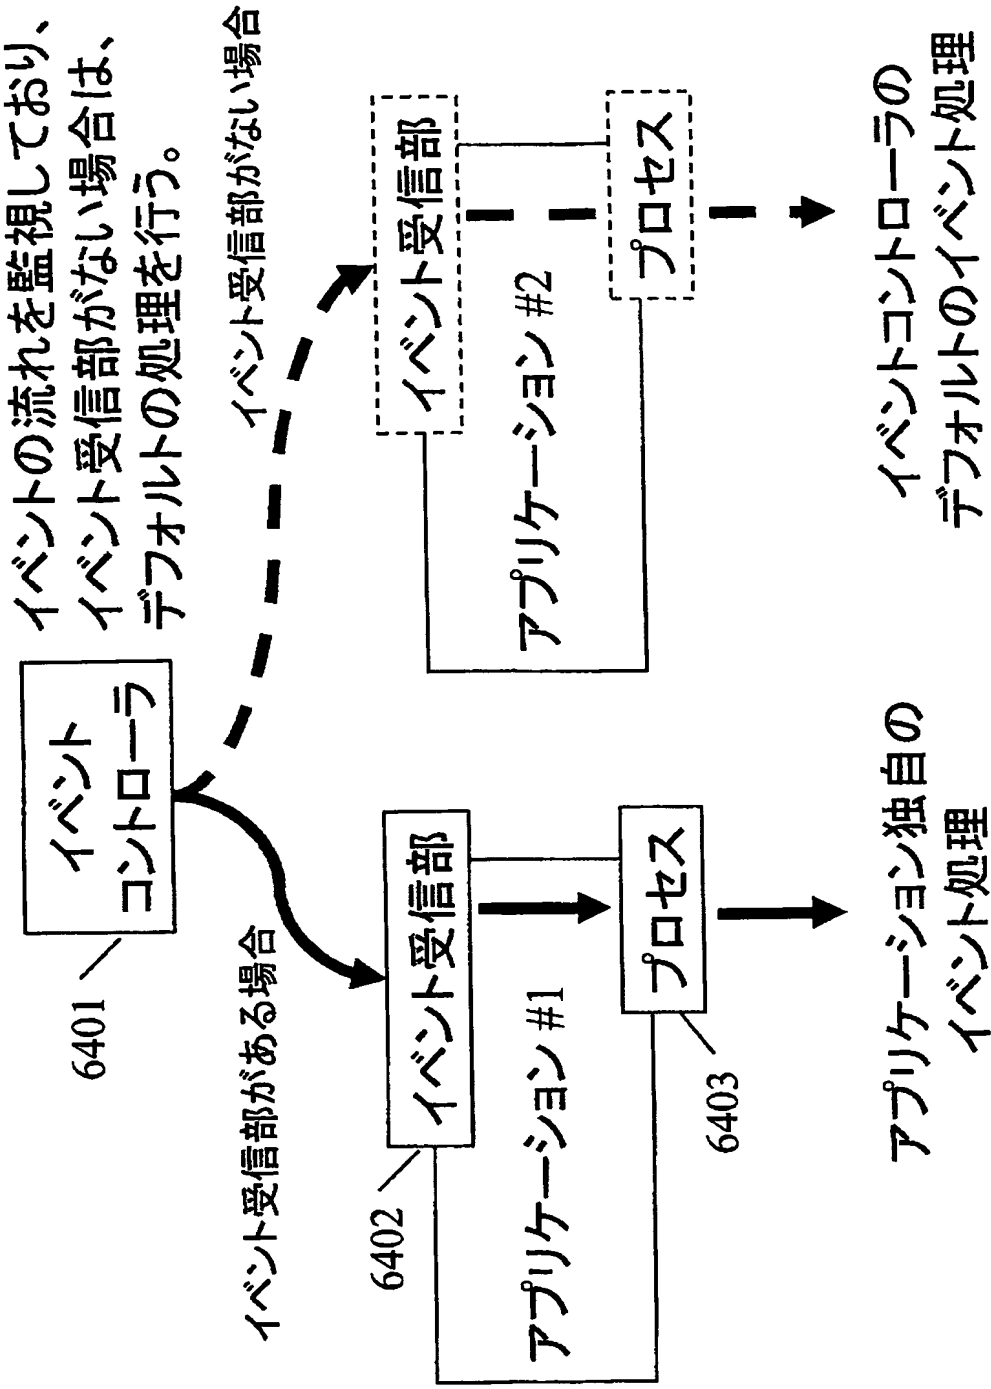 イベントの流れを監視しており、
イベント受信部がない場合は、
デフォルトの処理を行う。
イベント
コントローラ
6401
イベント受信部がある場合
イベント受信部がない場合
イベント受信部
6402
アプリケーション #1
プロセス
6403
アプリケーション独自の
イベント処理
イベント受信部
アプリケーション #2
プロセス
イベントコントローラの
デフォルトのイベント処理